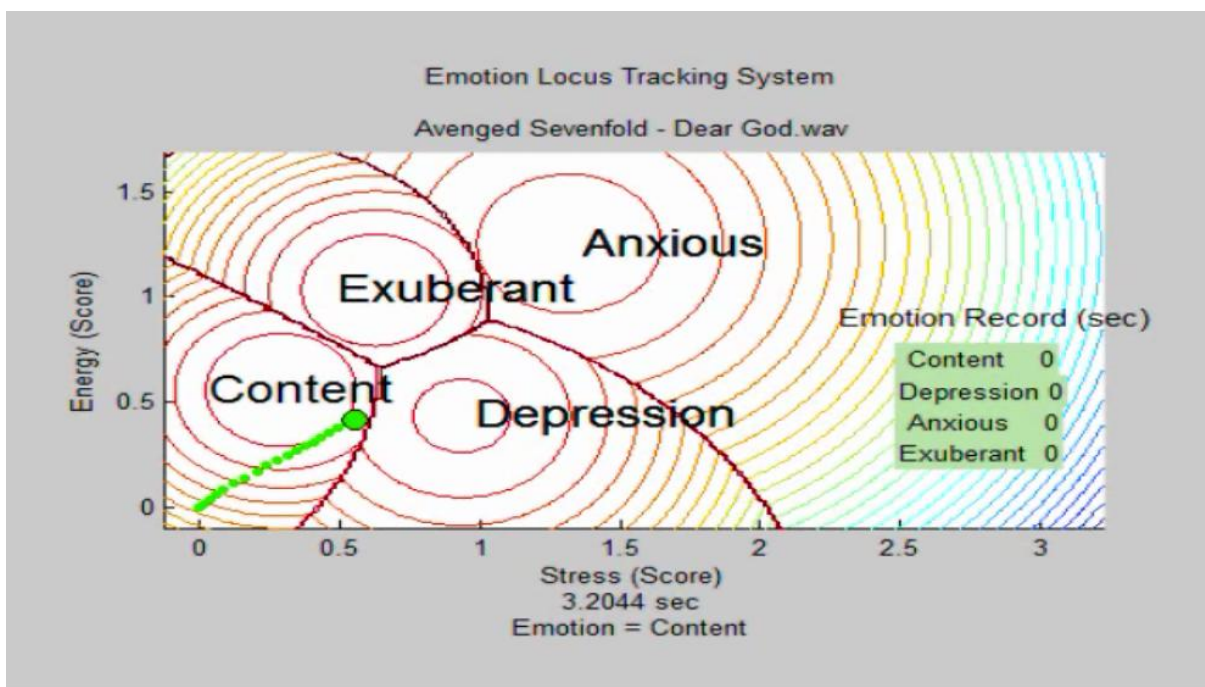 Emotion Locus Tracking System
Avenged Sevenfold - Dear God.wav
1.5
1
0.5
0
Energy (Score)
Anxious
Exuberant
Content
Depression
Emotion Record (sec)
Content 0
Depression 0
Anxious 0
Exuberant 0
0 0.5 1 1.5 2 2.5 3
Stress (Score)
3.2044 sec
Emotion = Content